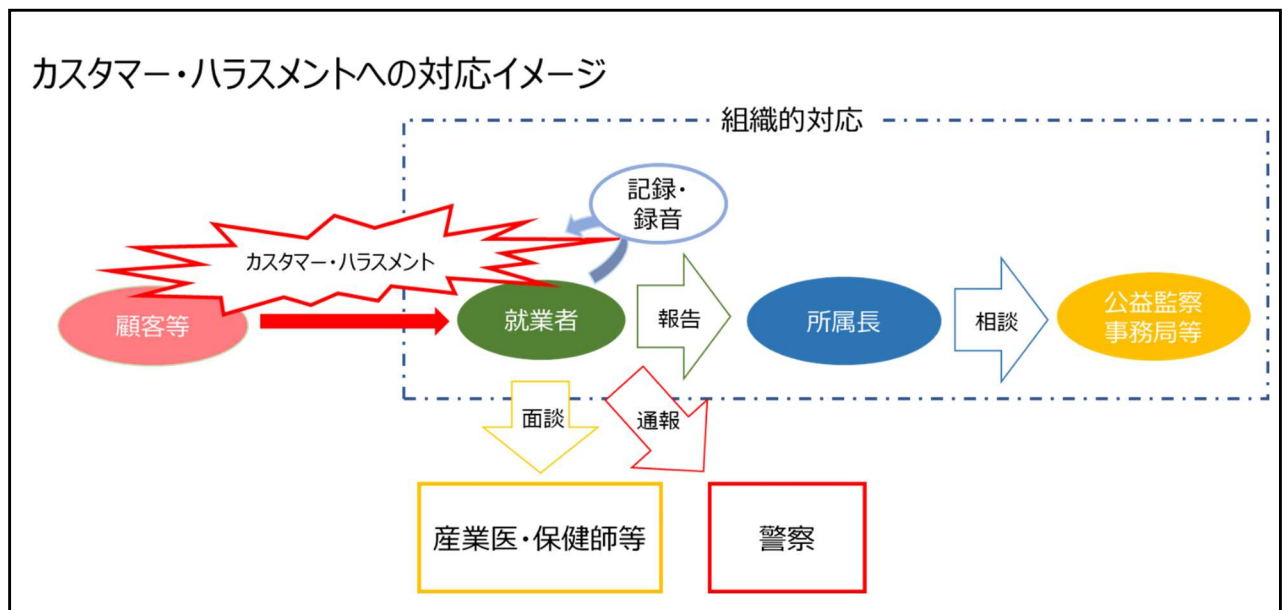 カスタマー・ハラスメントへの対応イメージ
組織的対応
記録・
録音
カスタマー・ハラスメント
顧客等
就業者
報告
所属長
相談
公益監察
事務局等
面談
通報
産業医・保健師等
警察